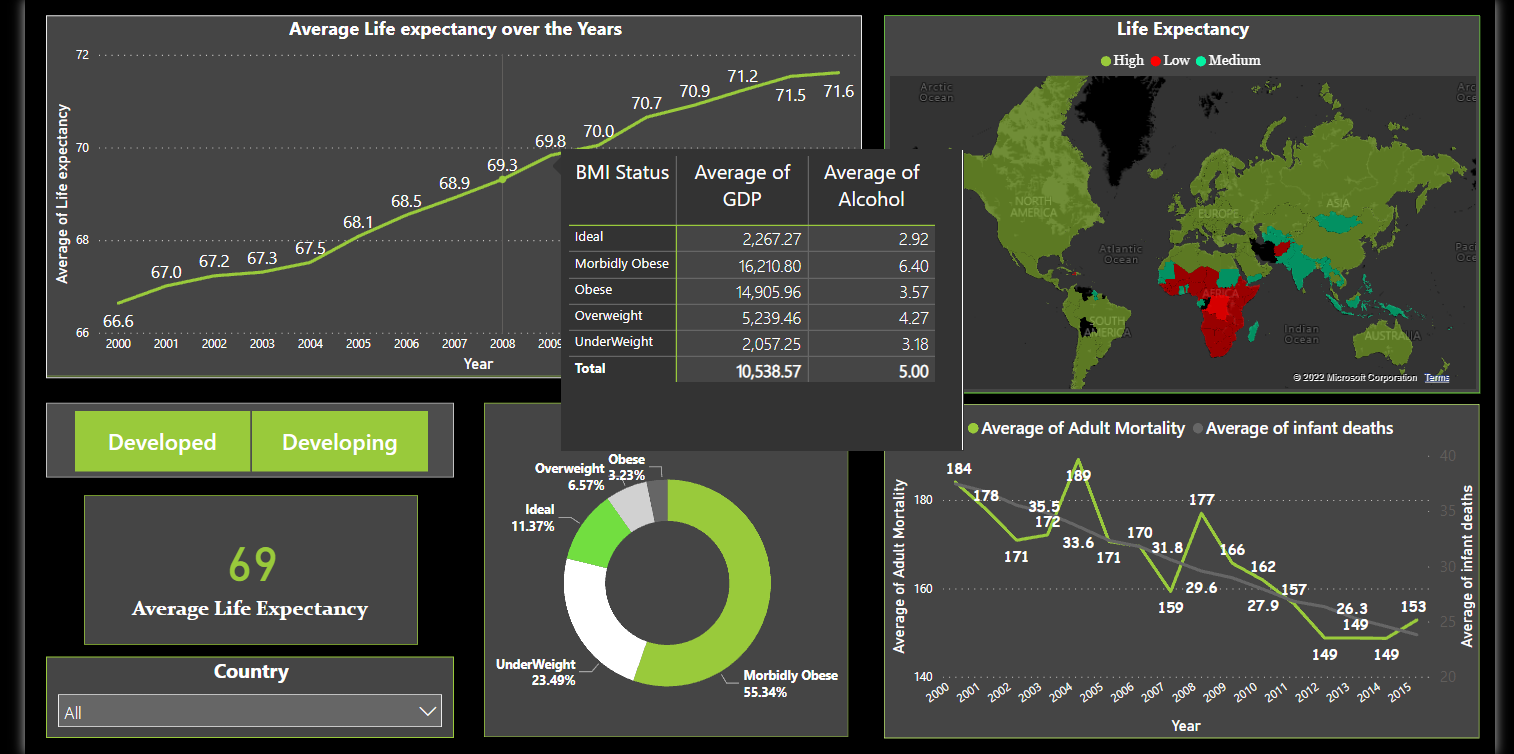 Average Life expectancy over the Years
Average of Life expectancy
72
70
68
66
66.6
67.0
67.2
67.3
67.5
68.1
68.5
68.9
69.3
69.8
70.0
70.7
70.9
71.2
71.5
71.6
2000 2001 2002 2003 2004 2005 2006 2007 2008 2009
Year
Life Expectancy
High Low Medium
Arctic
Ocean
NORTH
AMERICA
EUROPE
ASIA
Atlantic
Ocean
AFRICA
SOUTH
AMERICA
Indian
Ocean
AUSTRALIA
© 2022 Microsoft Corporation Terms
BMI Status Average of GDP Average of Alcohol
Ideal 2,267.27 2.92
Morbidly Obese 16,210.80 6.40
Obese 14,905.96 3.57
Overweight 5,239.46 4.27
UnderWeight 2,057.25 3.18
Total 10,538.57 5.00
Developed Developing
69
Average Life Expectancy
Country
All
Obese
3.23%
Overweight
6.57%
Ideal
11.37%
UnderWeight
23.49%
Morbidly Obese
55.34%
Average of Adult Mortality Average of infant deaths
Average of Adult Mortality
180
160
140
184
178
171
172
189
171
170
159
177
166
162
157
149
149
149
153
35.5
33.6
31.8
29.6
27.9
26.3
40
35
30
25
20
Average of infant deaths
2000 2001 2002 2003 2004 2005 2006 2007 2008 2009 2010 2011 2012 2013 2014 2015
Year